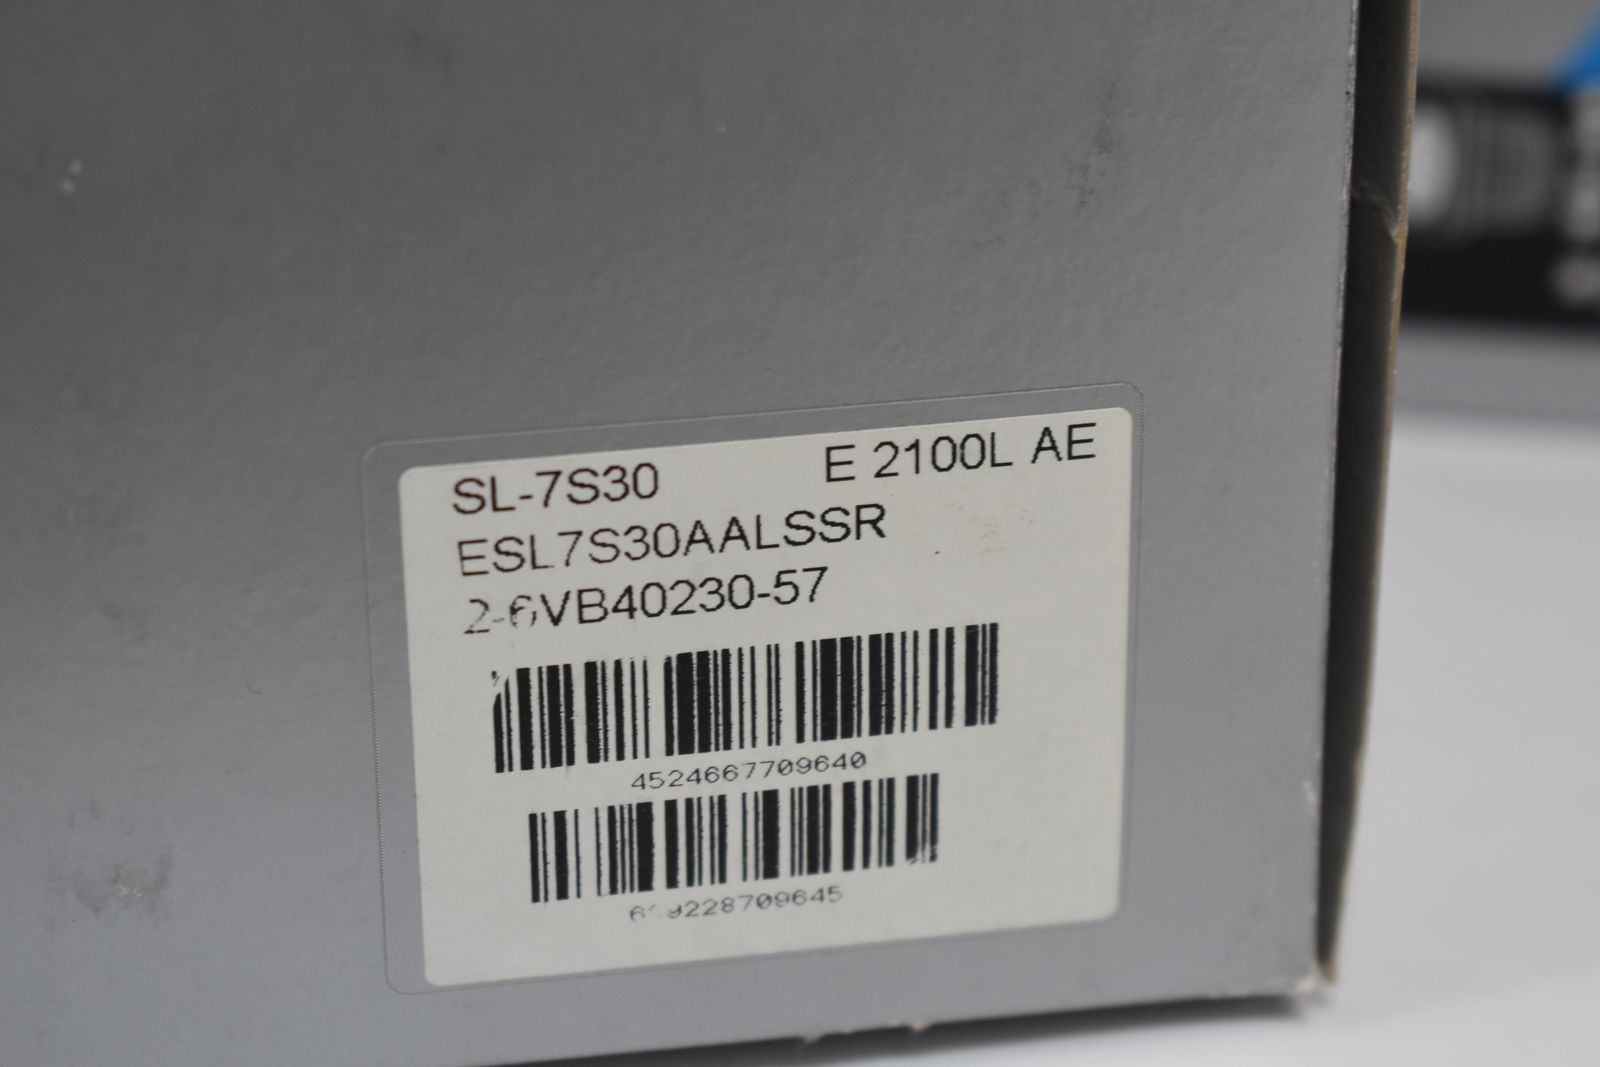 SL-7S30 E 2100L AE
ESL7S30AALSSR
2-6VB40230-57
4524667709640